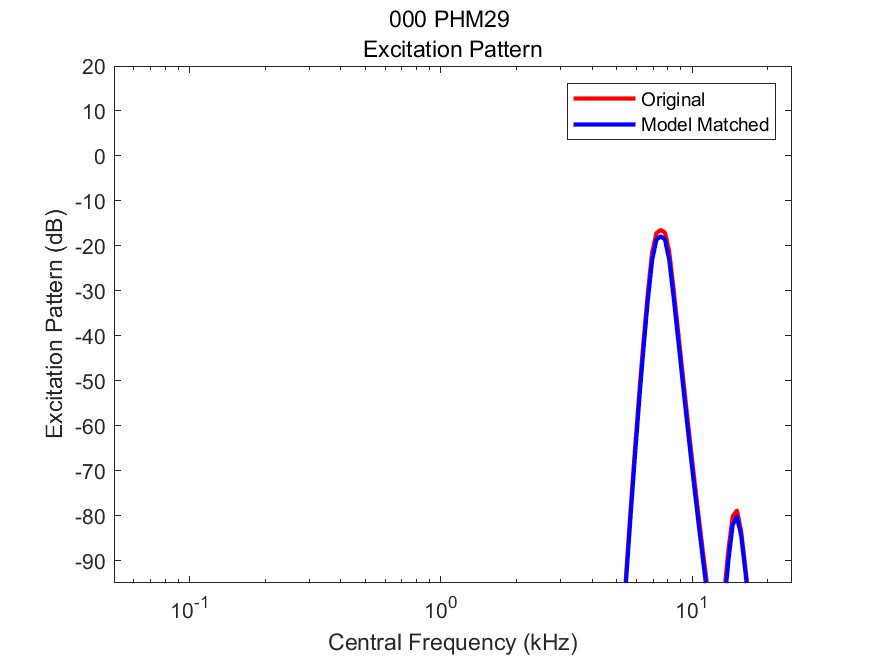 000 PHM29
Excitation Pattern
20
10
0
-10
-20
-30
-40
-50
-60
-70
-80
-90
Excitation Pattern (dB)
Original
Model Matched
10^-1
10^0
10^1
Central Frequency (kHz)